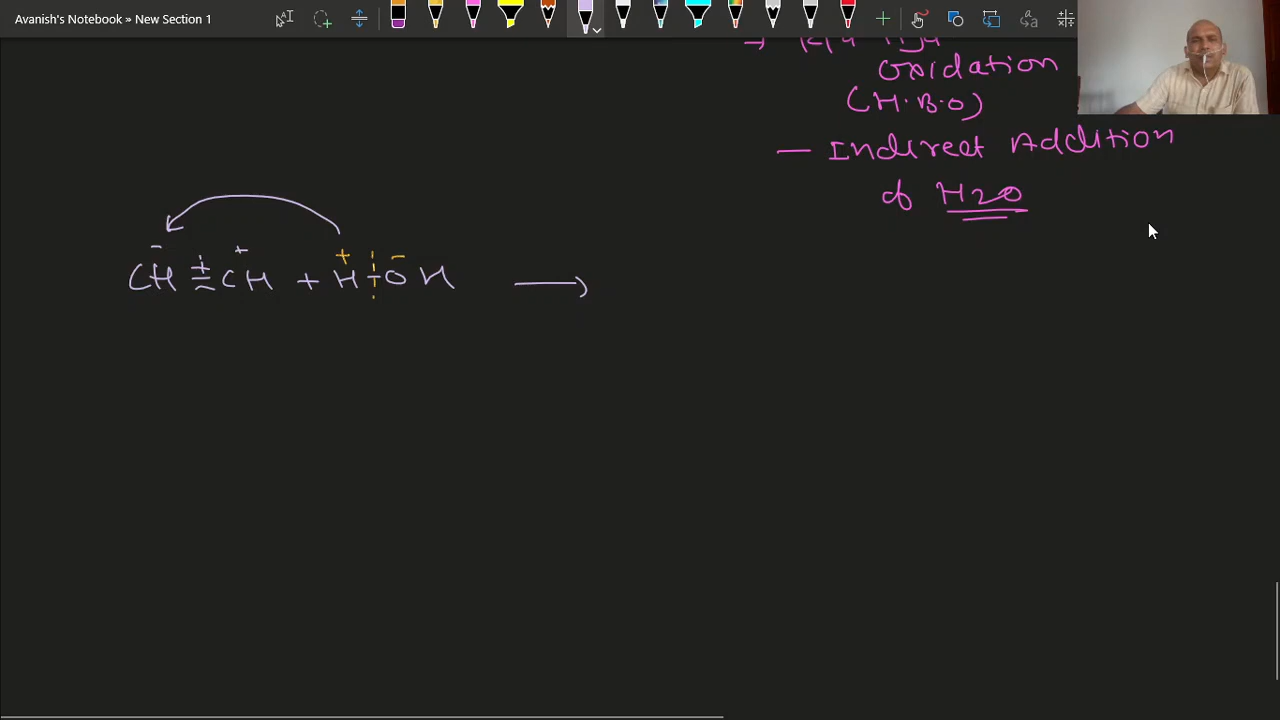 Avanish's Notebook » New Section 1
oxidation
(H.B.O)
— Indirect Addition
of H2O
- + + -
CH ≡ CH + H - OH ⟶